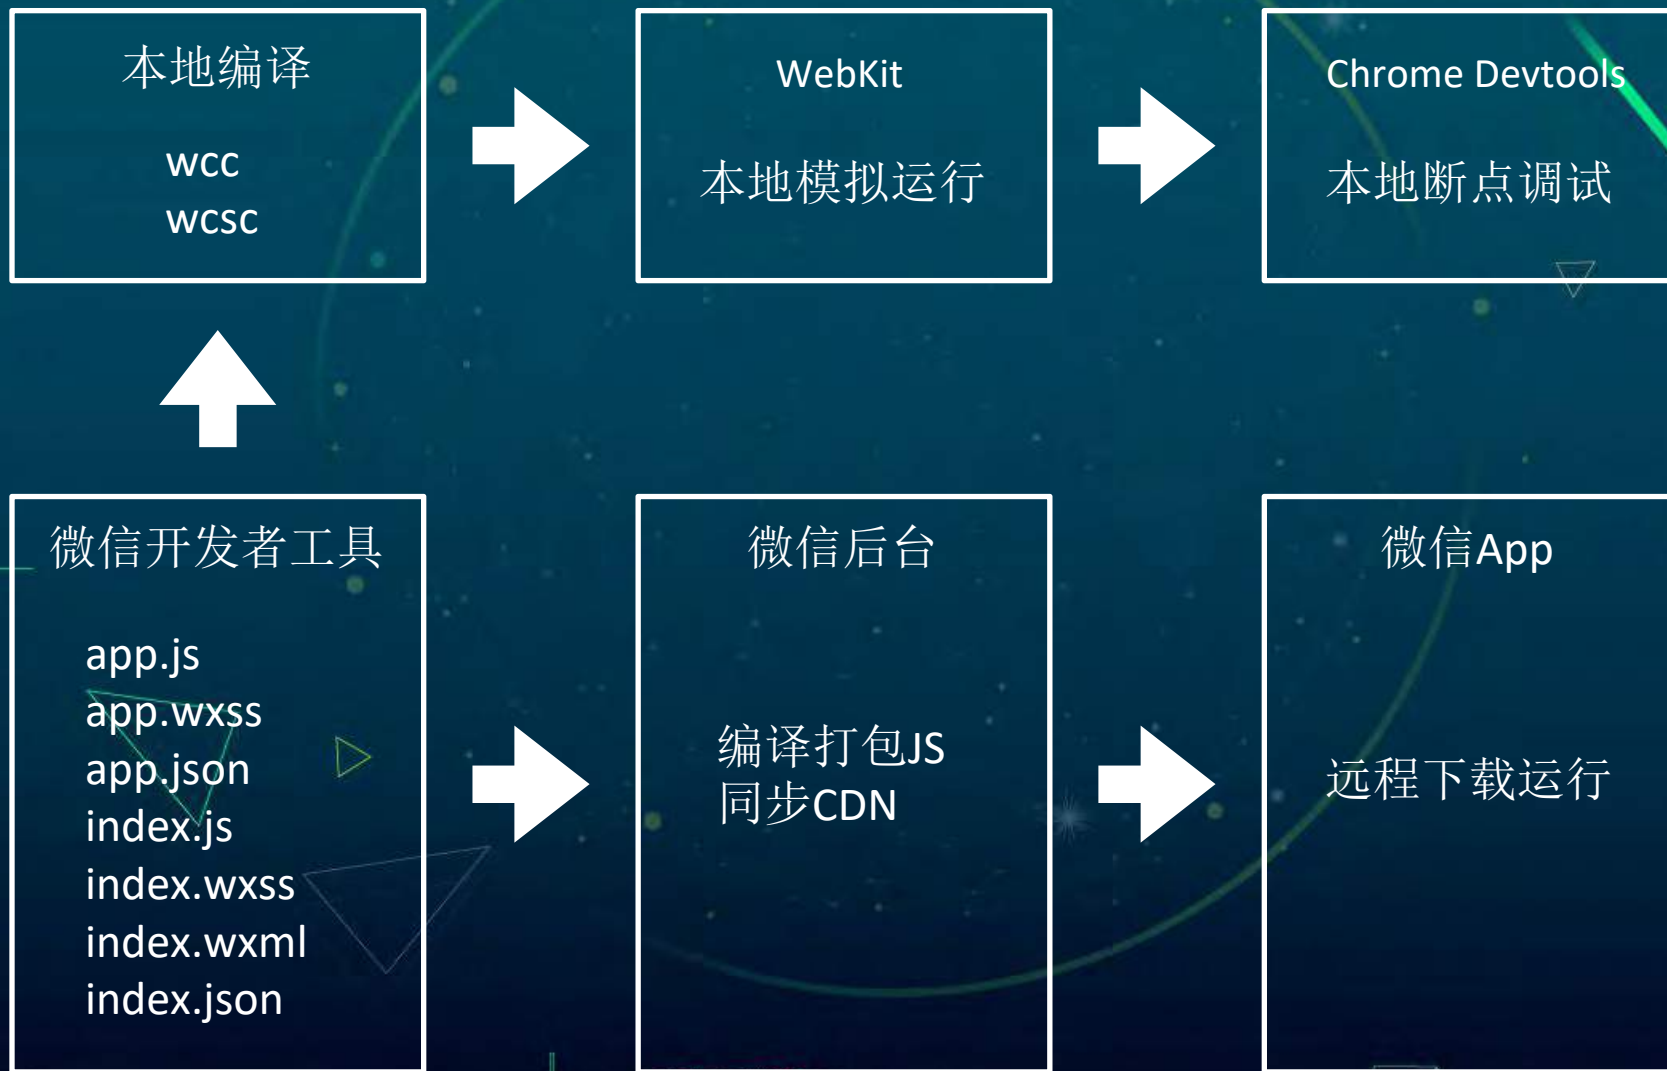 本地编译
wcc
wcsc
WebKit
本地模拟运行
Chrome Devtools
本地断点调试
微信开发者工具
app.js
app.wxss
app.json
index.js
index.wxss
index.wxml
index.json
微信后台
编译打包JS
同步CDN
微信App
远程下载运行